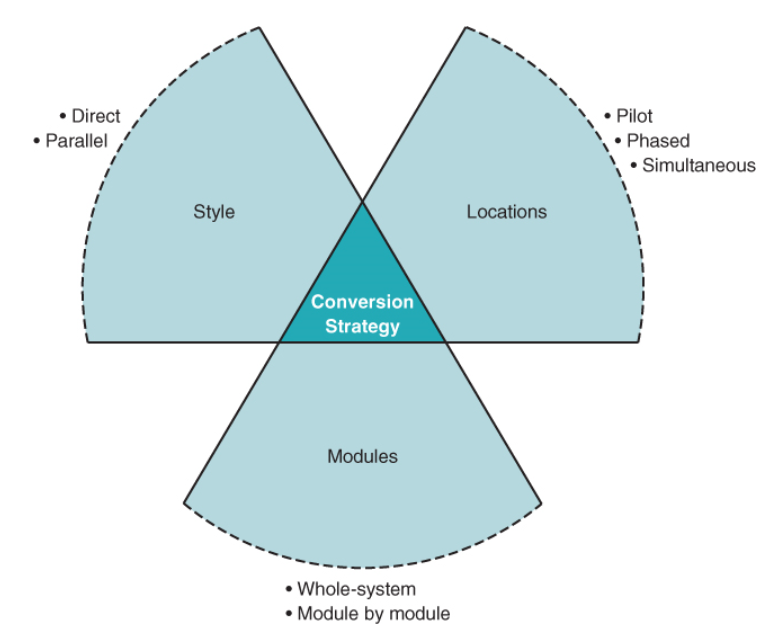 • Direct
• Parallel
Style
• Pilot
• Phased
• Simultaneous
Locations
Conversion
Strategy
Modules
• Whole-system
• Module by module